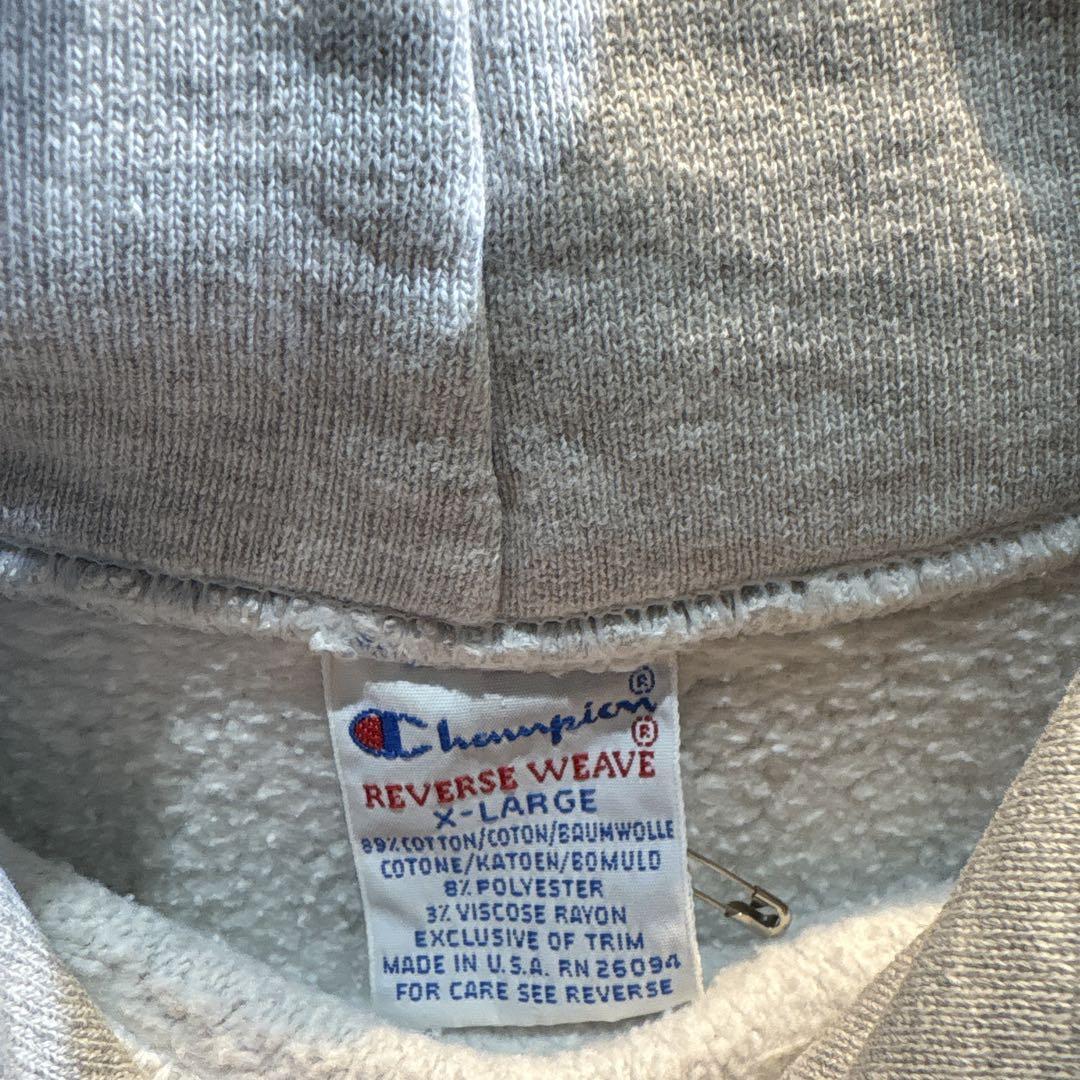 Champion®
REVERSE WEAVE®
X-LARGE
89% COTTON/COTON/BAUMWOLLE
COTONE/KATOEN/BOMULD
8% POLYESTER
3% VISCOSE RAYON
EXCLUSIVE OF TRIM
MADE IN U.S.A. RN 26094
FOR CARE SEE REVERSE